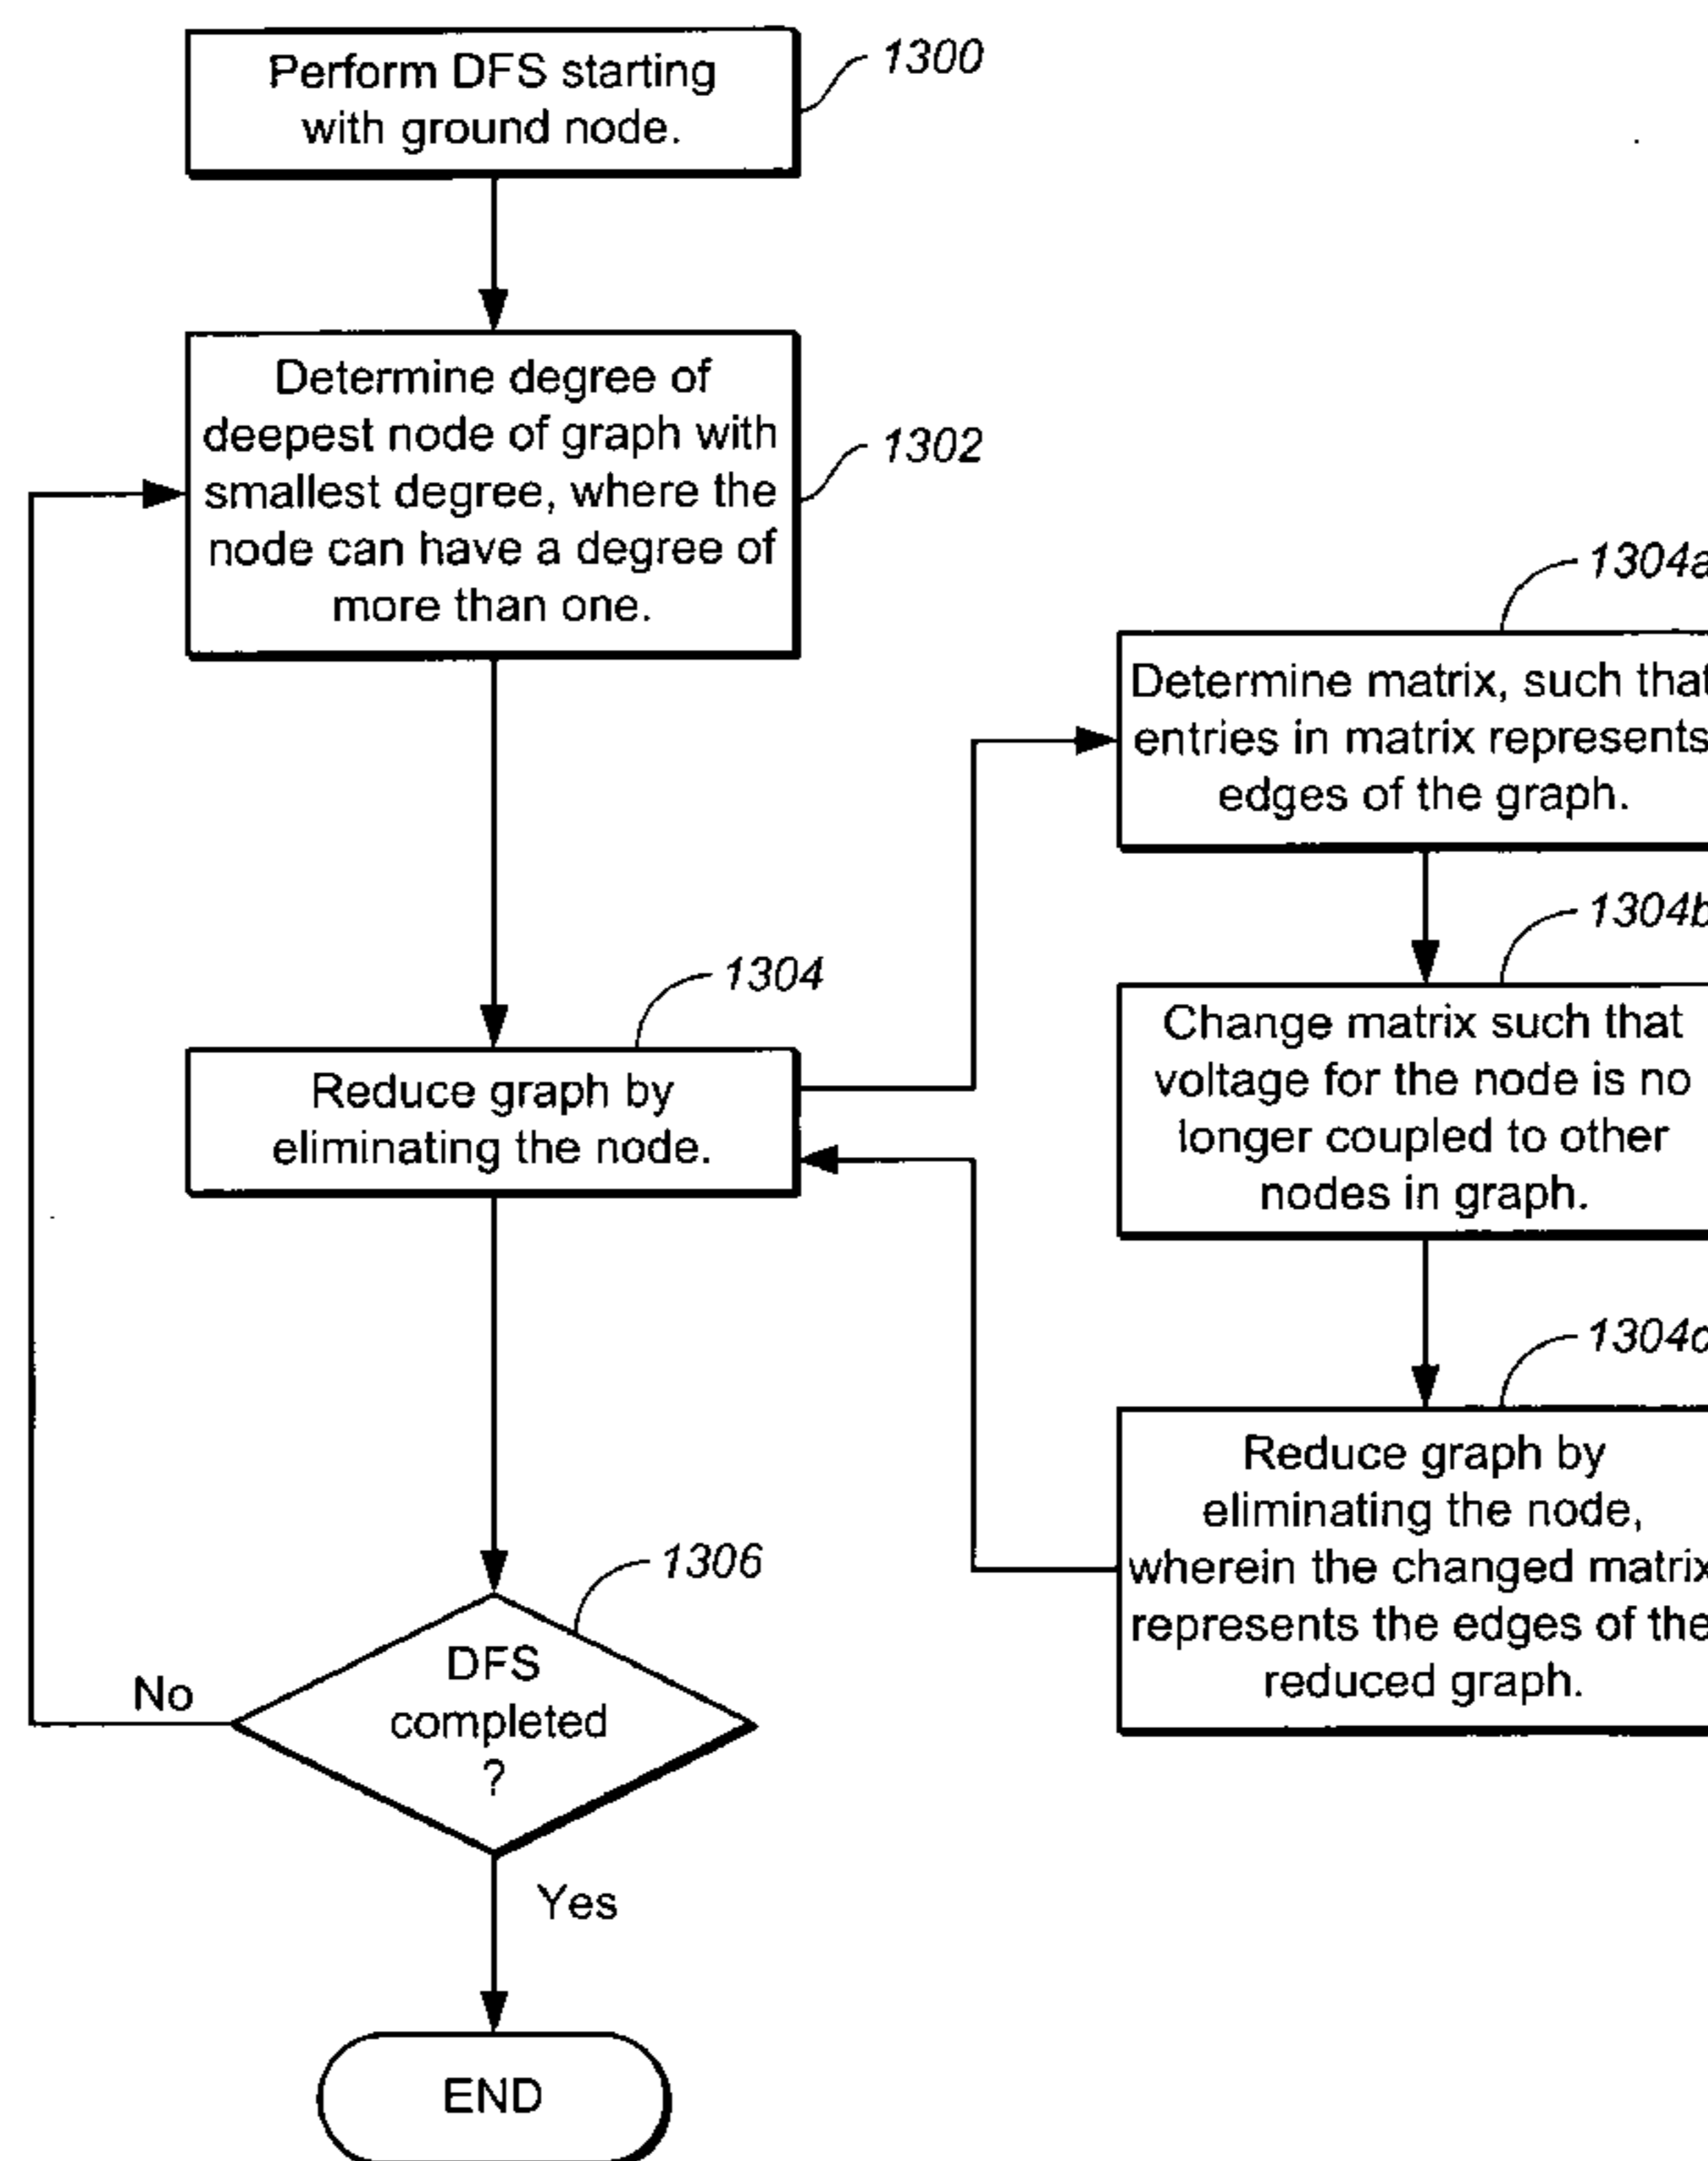 Perform DFS starting
with ground node.
1300
Determine degree of
deepest node of graph with
smallest degree, where the
node can have a degree of
more than one.
1302
1304
Reduce graph by
eliminating the node.
1304a
Determine matrix, such that
entries in matrix represents
edges of the graph.
1304b
Change matrix such that
voltage for the node is no
longer coupled to other
nodes in graph.
1304c
Reduce graph by
eliminating the node,
wherein the changed matrix
represents the edges of the
reduced graph.
1306
DFS
completed
?
No
Yes
END